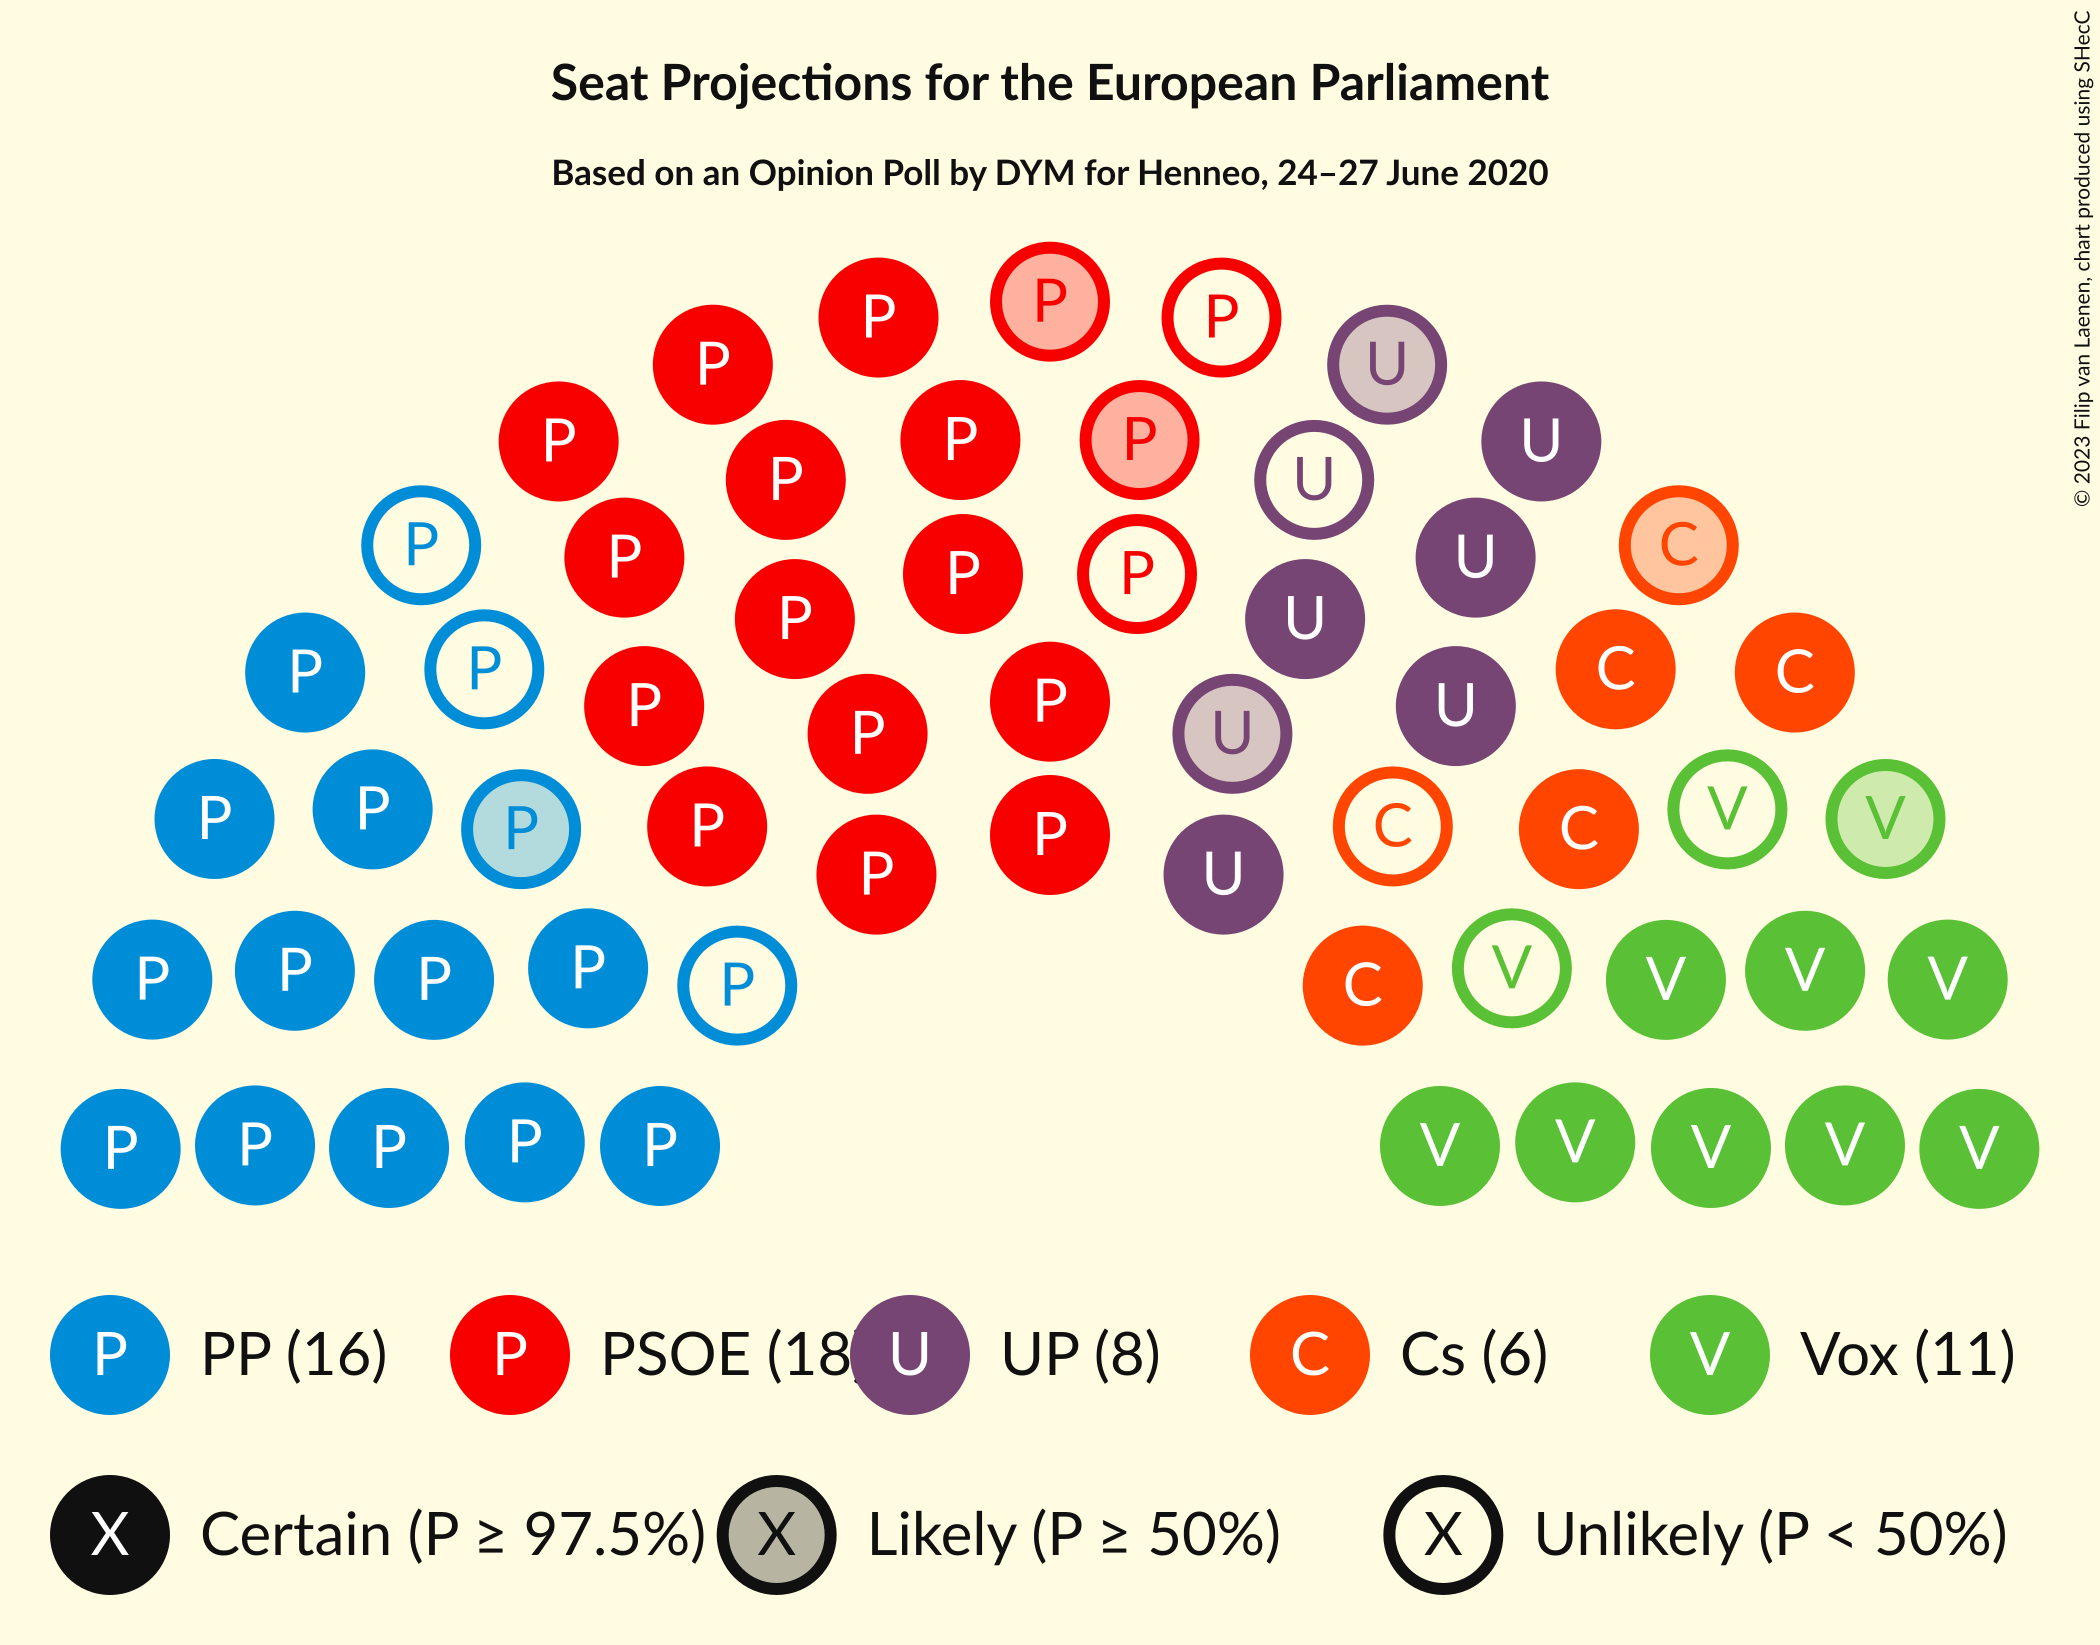 Seat Projections for the European Parliament
Based on an Opinion Poll by DYM for Henneo, 24–27 June 2020
© 2023 Filip van Laenen, chart produced using SHecC
P P P
P P U
P P P U
P U
P P U C
P P U
P P P C C
P P U U
P P P P C C V V
P P U
P P P P P C V V V V
P P P P P V V V V V
P PP (16) P PSOE (18) U UP (8) C Cs (6) V Vox (11)
X Certain (P ≥ 97.5%) X Likely (P ≥ 50%) X Unlikely (P < 50%)